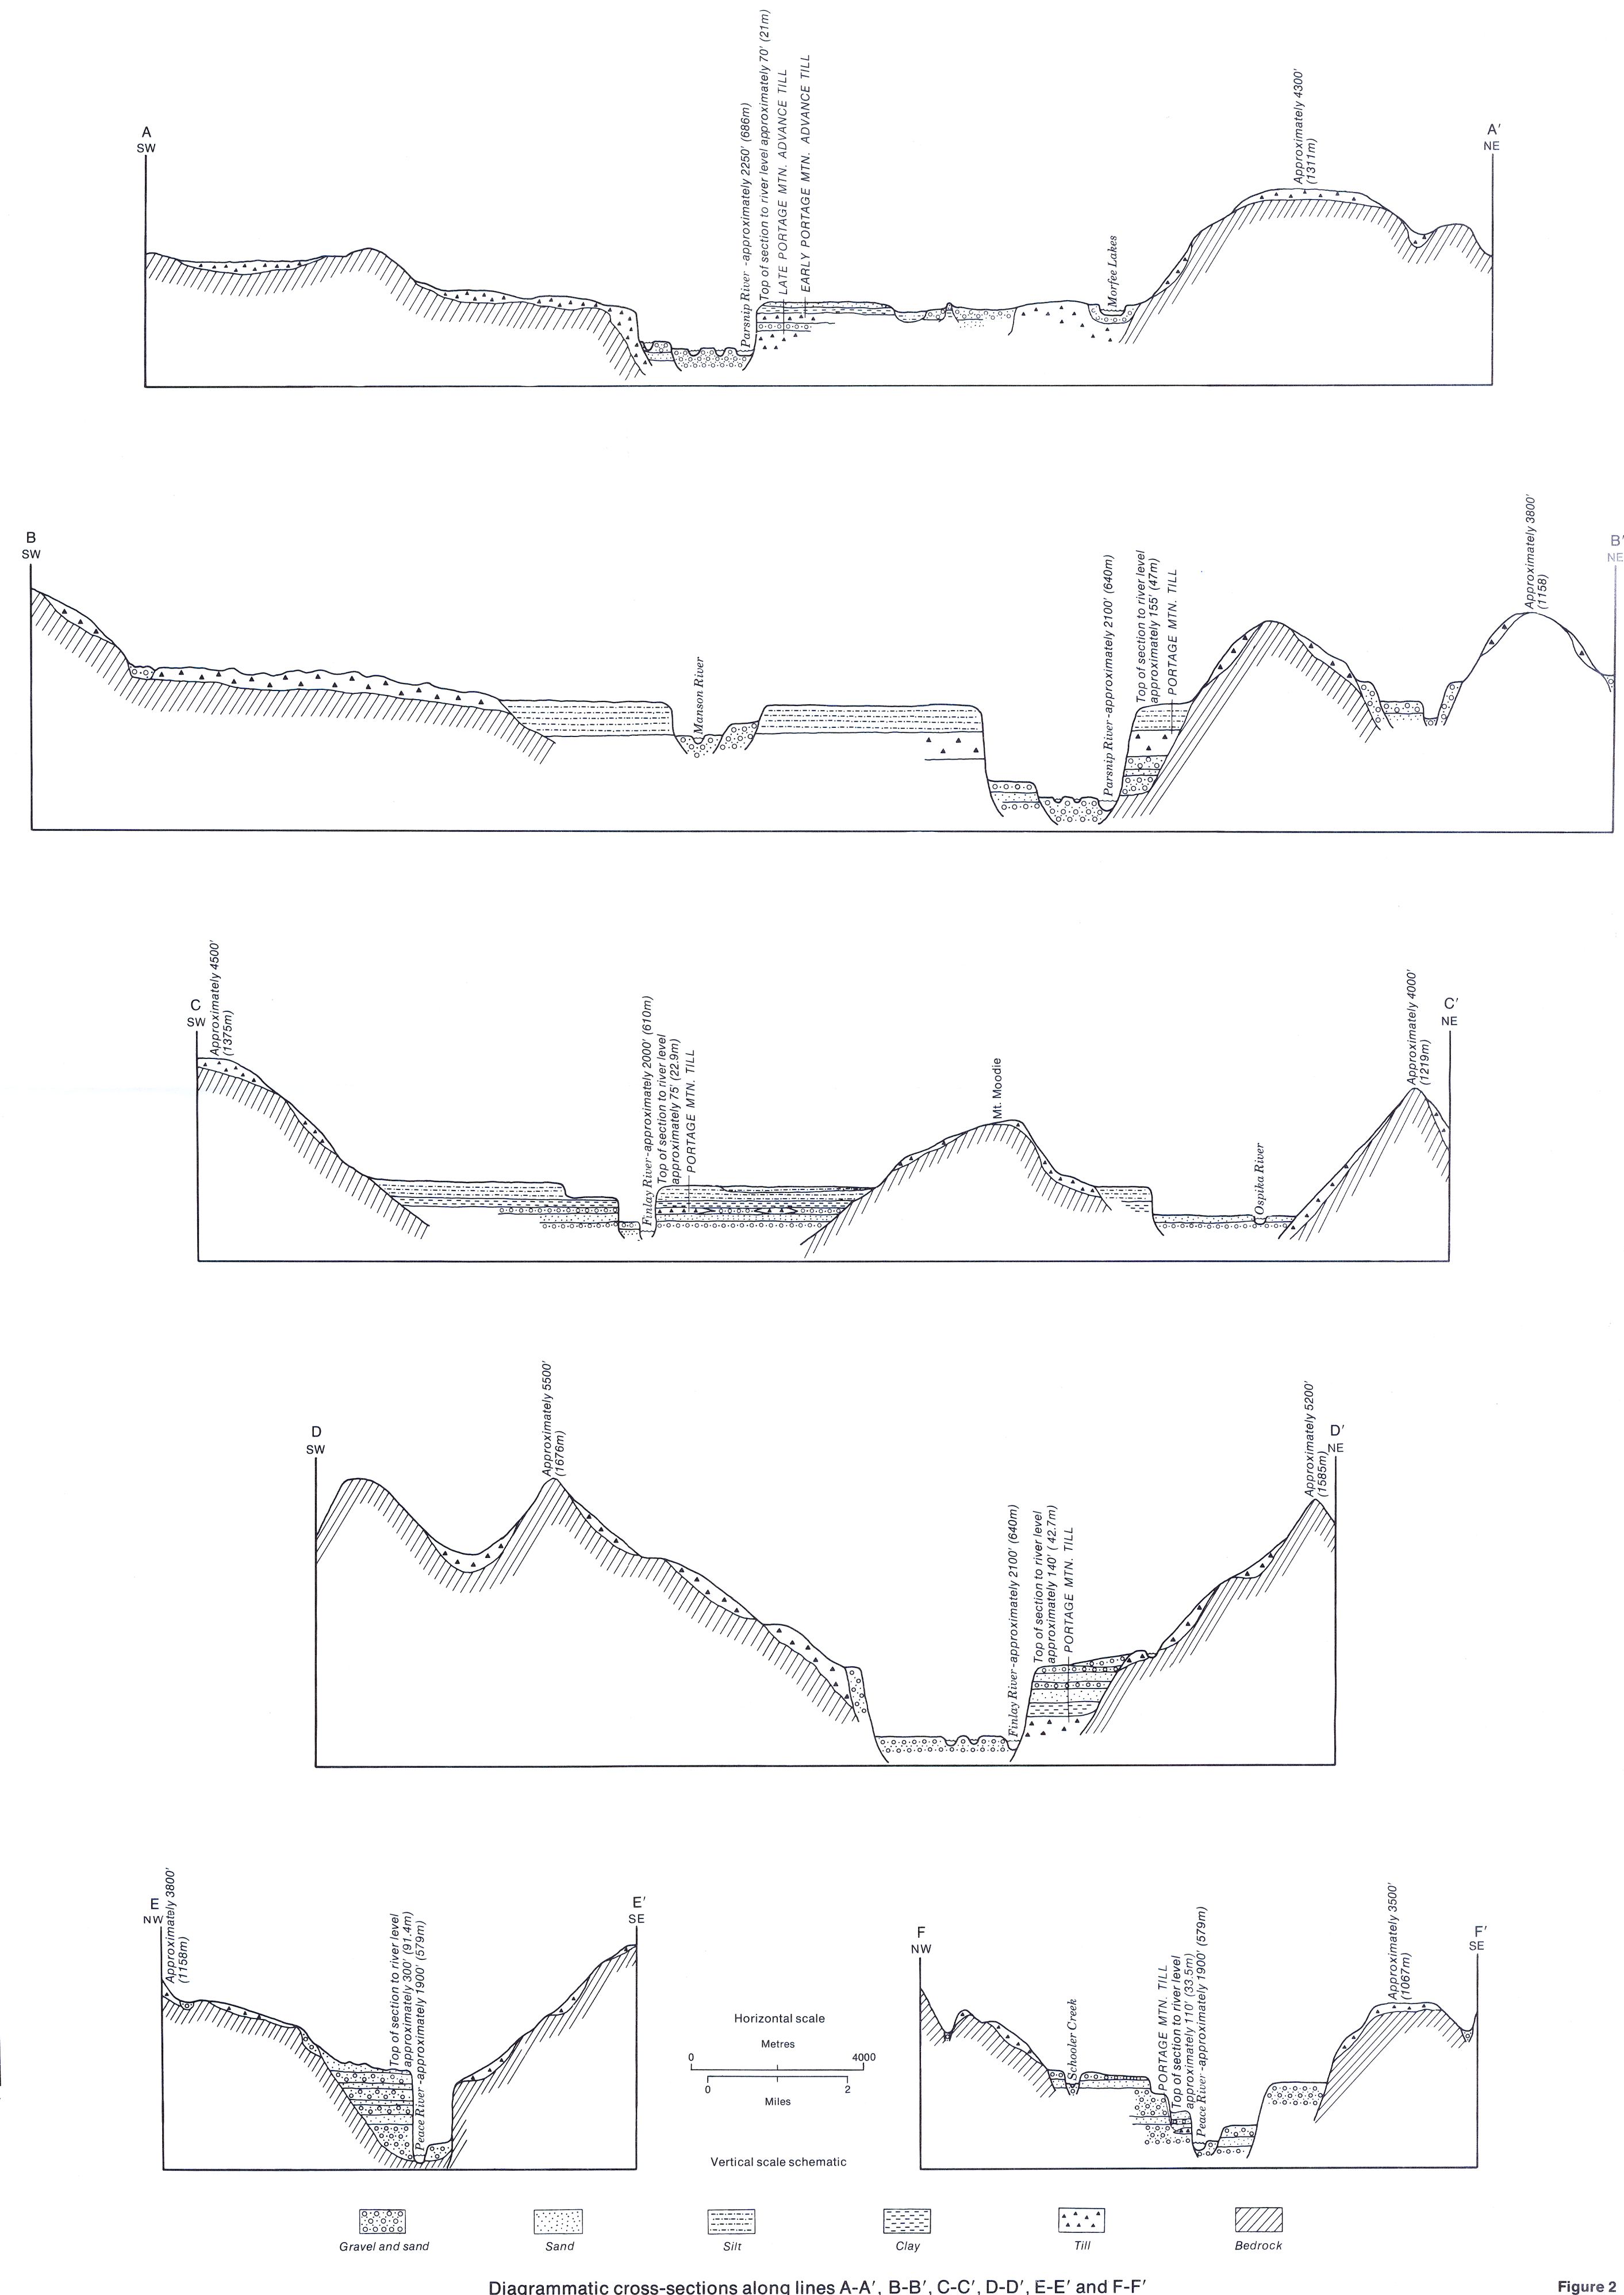 A
SW
Parsnip River -approximately 2250' (686m)
Top of section to river level approximately 70' (21m)
LATE PORTAGE MTN. ADVANCE TILL
EARLY PORTAGE MTN. ADVANCE TILL
Morfee Lakes
Approximately 4300'
(1311m)
A'
NE
B
SW
Manson River
Parsnip River -approximately 2100' (640m)
Top of section to river level
approximately 155' (47m)
PORTAGE MTN. TILL
Approximately 3800'
(1158)
B'
NE
C
SW
Approximately 4500'
(1375m)
Finlay River -approximately 2000' (610m)
Top of section to river level
approximately 75' (22.9m)
PORTAGE MTN. TILL
Mt. Moodie
Ospika River
Approximately 4000'
(1219m)
C'
NE
D
SW
Approximately 5500'
(1676m)
Finlay River -approximately 2100' (640m)
Top of section to river level
approximately 140' ( 42.7m)
PORTAGE MTN. TILL
Approximately 5200'
(1585m)
D'
NE
E
NW
Approximately 3800'
(1158m)
Top of section to river level
approximately 300' (91.4m)
Peace River -approximately 1900' (579m)
E'
SE
Horizontal scale
Metres
0 4000
0 2
Miles
Vertical scale schematic
F
NW
Schooler Creek
PORTAGE MTN. TILL
Top of section to river level
approximately 110' (33.5m)
Peace River -approximately 1900' (579m)
Approximately 3500'
(1067m)
F'
SE
Gravel and sand
Sand
Silt
Clay
Till
Bedrock
Diagrammatic cross-sections along lines A-A', B-B', C-C', D-D', E-E' and F-F'
Figure 2